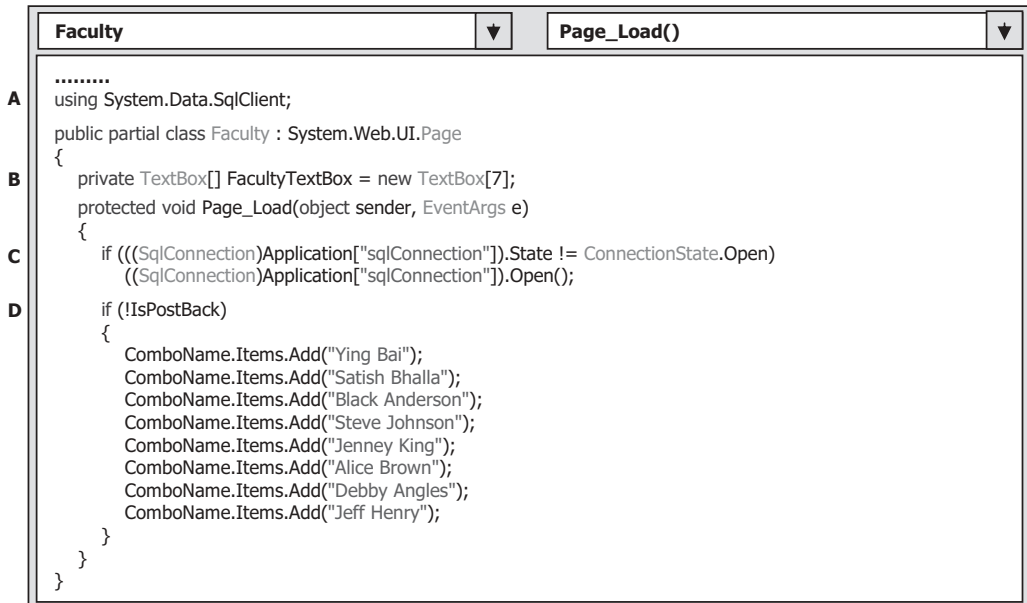 Faculty Page_Load()
.........
A using System.Data.SqlClient;
public partial class Faculty : System.Web.UI.Page
{
B private TextBox[] FacultyTextBox = new TextBox[7];
protected void Page_Load(object sender, EventArgs e)
{
C if (((SqlConnection)Application["sqlConnection"]).State != ConnectionState.Open)
((SqlConnection)Application["sqlConnection"]).Open();
D if (!IsPostBack)
{
ComboName.Items.Add("Ying Bai");
ComboName.Items.Add("Satish Bhalla");
ComboName.Items.Add("Black Anderson");
ComboName.Items.Add("Steve Johnson");
ComboName.Items.Add("Jenney King");
ComboName.Items.Add("Alice Brown");
ComboName.Items.Add("Debby Angles");
ComboName.Items.Add("Jeff Henry");
}
}
}